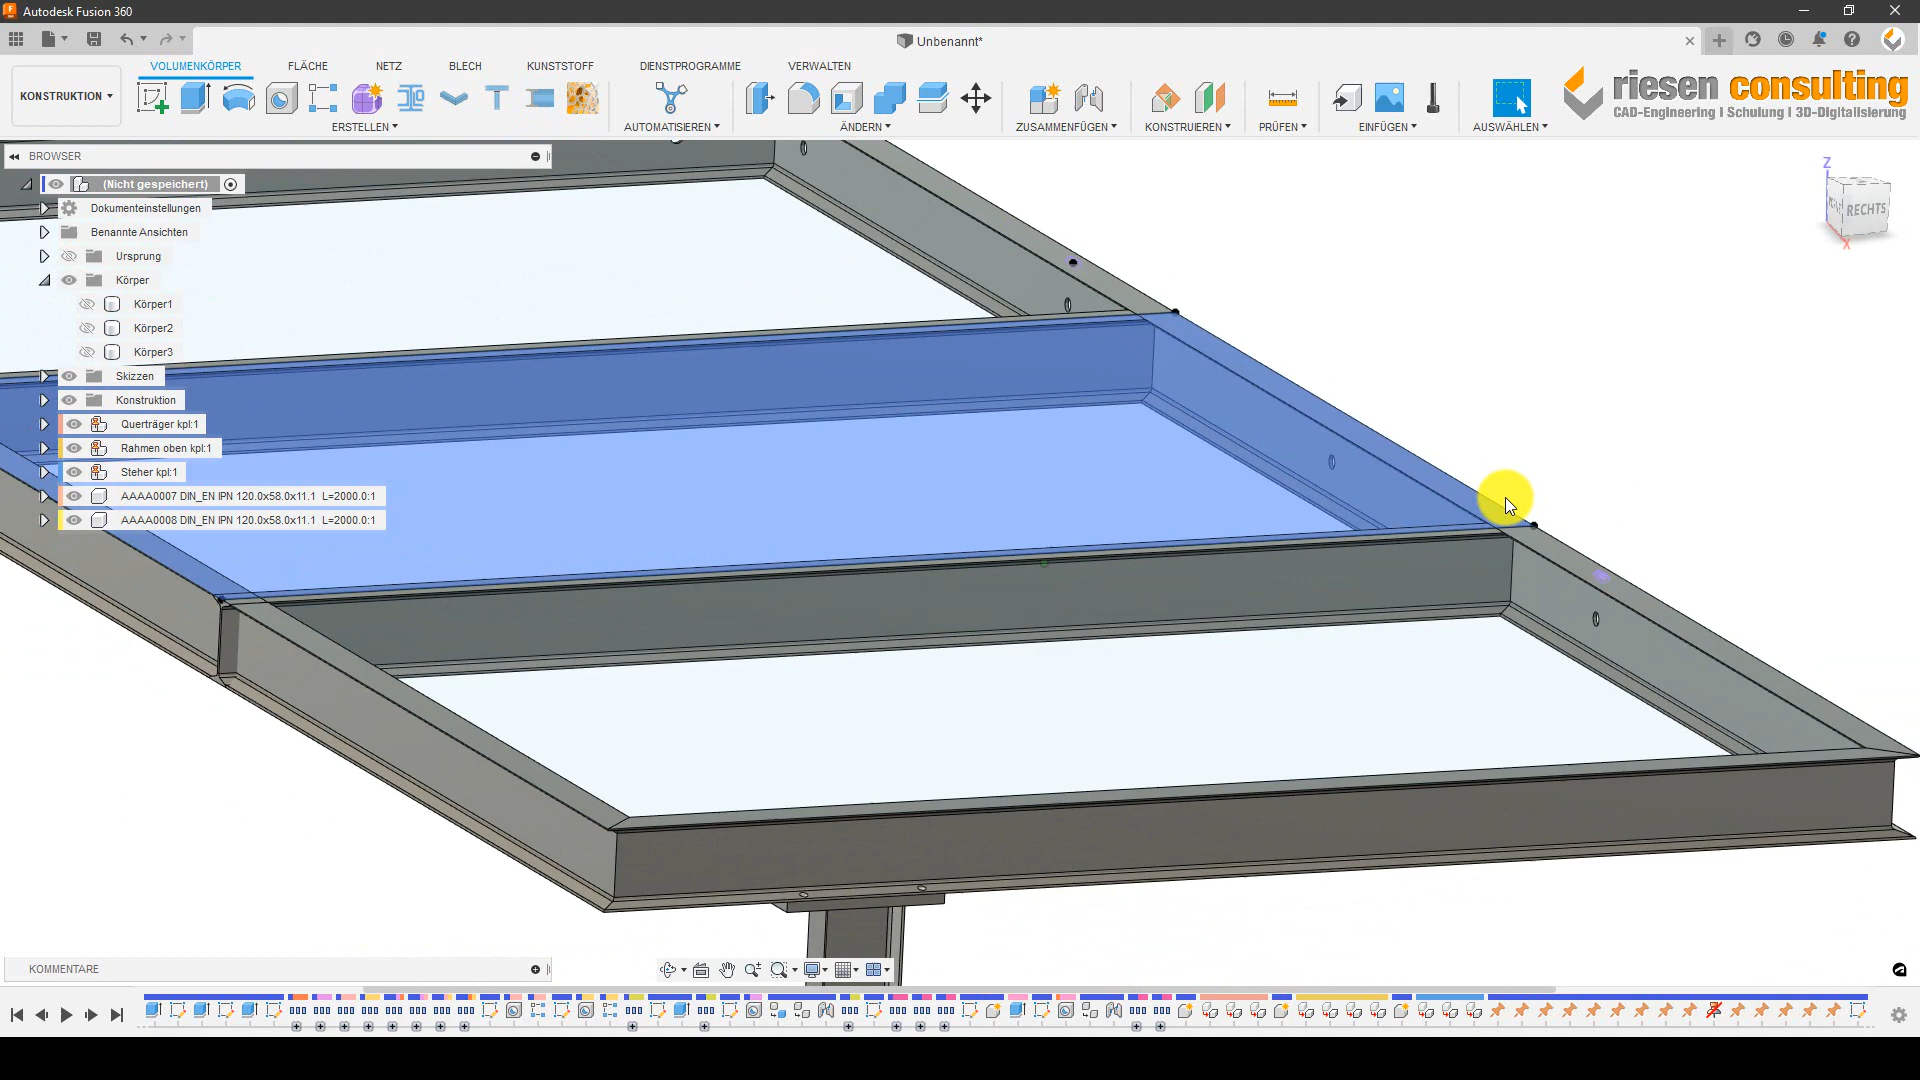 Autodesk Fusion 360
Unbenannt*
KONSTRUKTION
VOLUMENKÖRPER
FLÄCHE
NETZ
BLECH
KUNSTSTOFF
DIENSTPROGRAMME
VERWALTEN
ERSTELLEN
AUTOMATISIEREN
ÄNDERN
ZUSAMMENFÜGEN
KONSTRUIEREN
PRÜFEN
EINFÜGEN
AUSWÄHLEN
riesen consulting
CAD-Engineering I Schulung I 3D-Digitalisierung
BROWSER
(Nicht gespeichert)
Dokumenteinstellungen
Benannte Ansichten
Ursprung
Körper
Körper1
Körper2
Körper3
Skizzen
Konstruktion
Querträger kpl:1
Rahmen oben kpl:1
Steher kpl:1
AAAA0007 DIN_EN IPN 120.0x58.0x11.1 L=2000.0:1
AAAA0008 DIN_EN IPN 120.0x58.0x11.1 L=2000.0:1
Z
RECHTS
X
KOMMENTARE